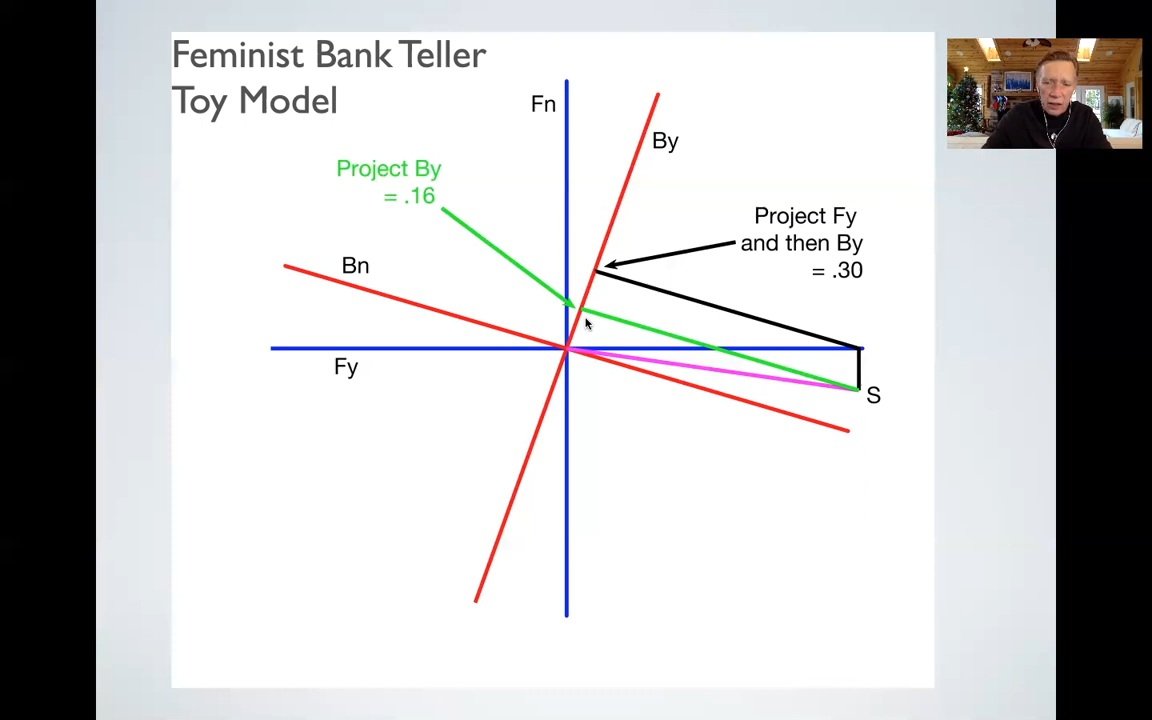 Feminist Bank Teller
Toy Model
Fn
By
Project By
= .16
Project Fy
and then By
= .30
Bn
Fy
S